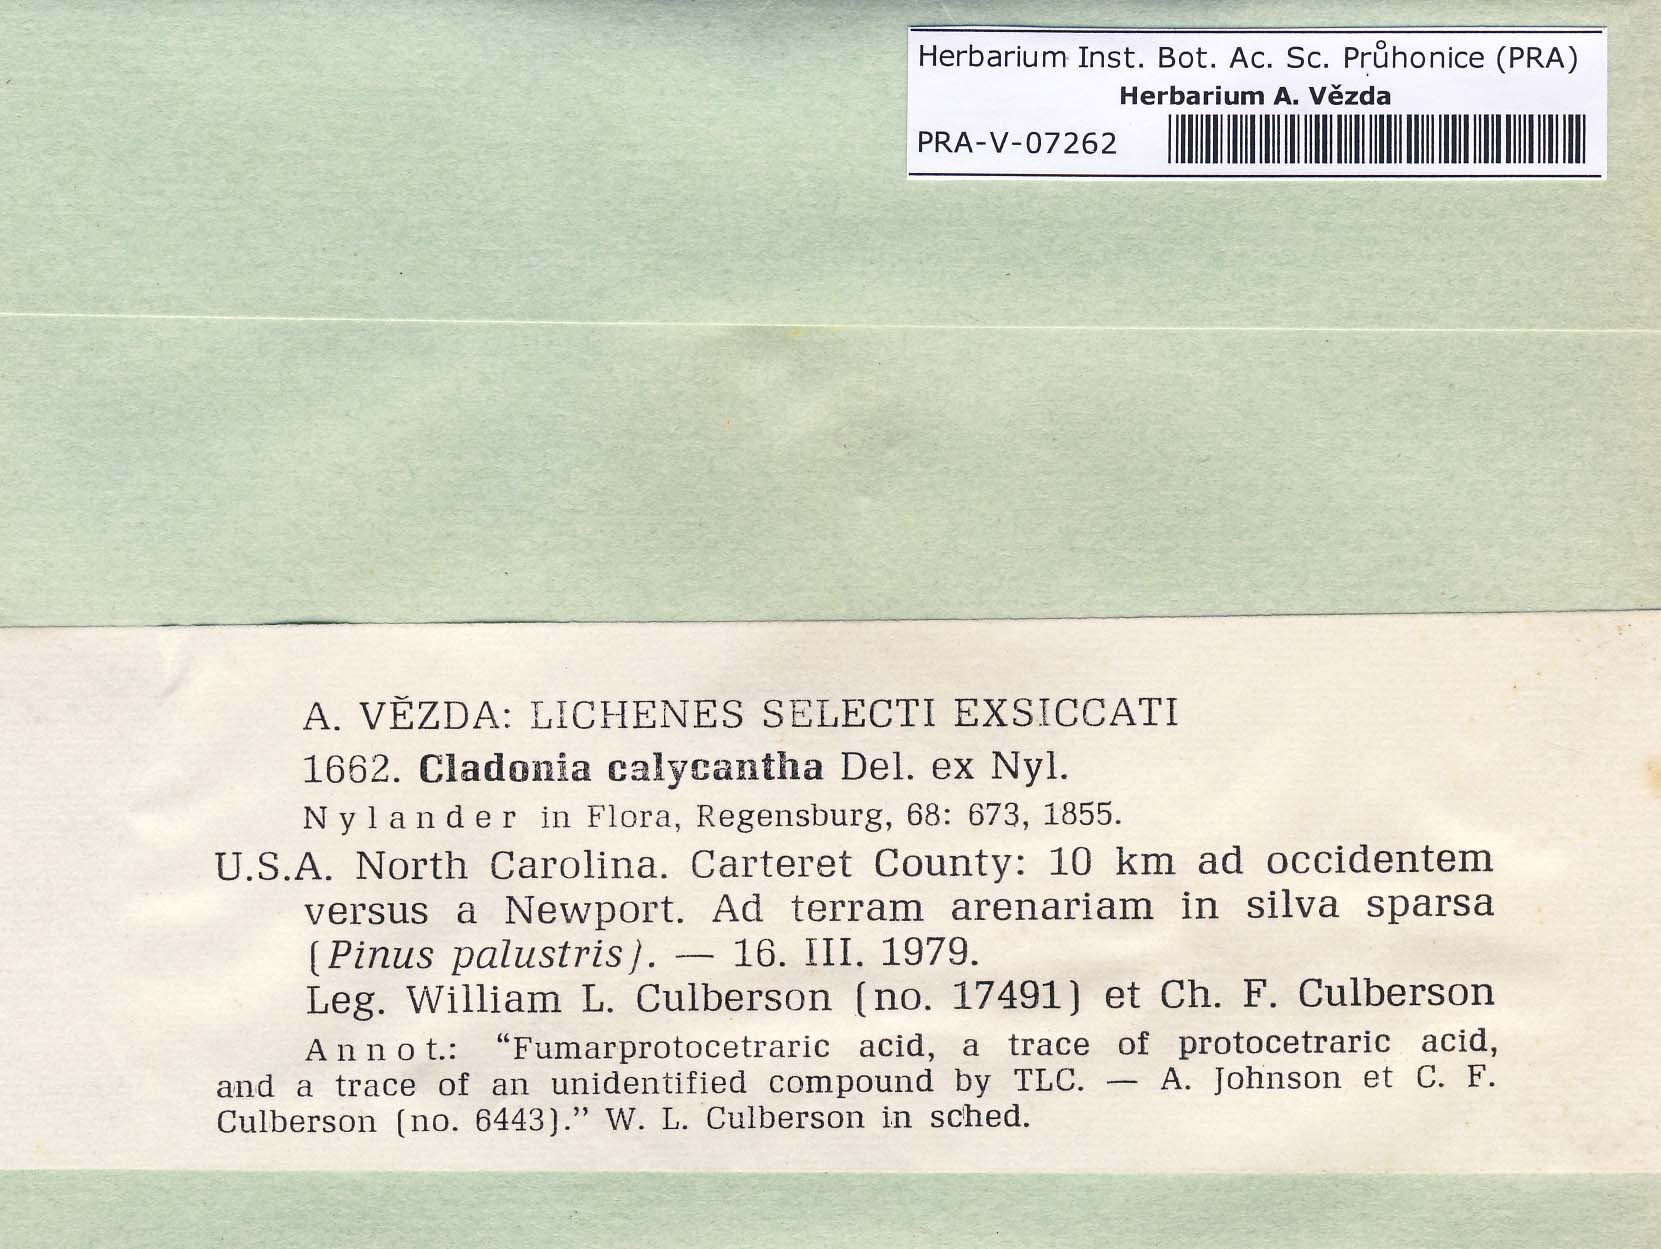 Herbarium Inst. Bot. Ac. Sc. Průhonice (PRA)
Herbarium A. Vězda
PRA-V-07262
A. VĚZDA: LICHENES SELECTI EXSICCATI
1662. Cladonia calycantha Del. ex Nyl.
Nylander in Flora, Regensburg, 68: 673, 1855.
U.S.A. North Carolina. Carteret County: 10 km ad occidentem
versus a Newport. Ad terram arenariam in silva sparsa
(Pinus palustris). — 16. III. 1979.
Leg. William L. Culberson (no. 17491) et Ch. F. Culberson
Annot.: “Fumarprotocetraric acid, a trace of protocetraric acid,
and a trace of an unidentified compound by TLC. — A. Johnson et C. F.
Culberson (no. 6443).” W. L. Culberson in sched.